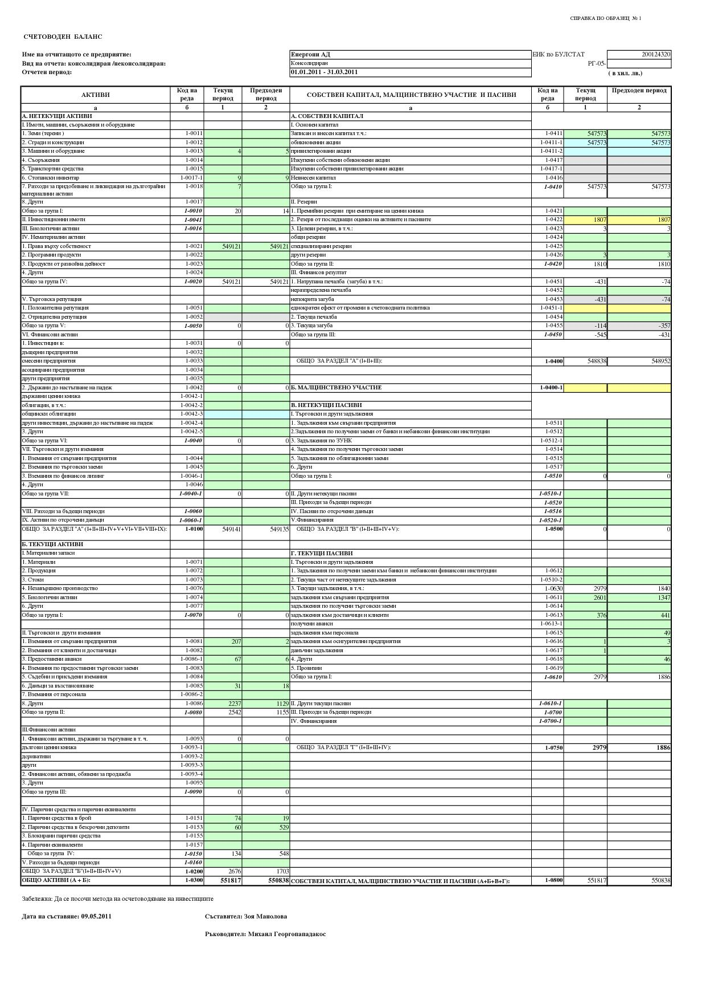 СПРАВКА ПО ОБРАЗЕЦ № 1
СЧЕТОВОДЕН БАЛАНС
Име на отчитащото се предприятие: Енергони АД ЕИК по БУЛСТАТ 200124320
Вид на отчета: консолидиран /неконсолидиран: Консолидиран РГ-05-
Отчетен период: 01.01.2011 - 31.03.2011 ( в хил. лв.)
АКТИВИ Код на реда Текущ период Предходен период СОБСТВЕН КАПИТАЛ, МАЛЦИНСТВЕНО УЧАСТИЕ И ПАСИВИ Код на реда Текущ период Предходен период
а б 1 2 а б 1 2
А. НЕТЕКУЩИ АКТИВИ А. СОБСТВЕН КАПИТАЛ
I. Имоти, машини, съоръжения и оборудване I. Основен капитал
1. Земи (терени ) 1-0011 Записан и внесен капитал т.ч.: 1-0411 547573 547573
2. Сгради и конструкции 1-0012 обикновенни акции 1-0411-1 547573 547573
3. Машини и оборудване 1-0013 4 5 привилегировани акции 1-0411-2
4. Съоръжения 1-0014 Изкупени собствени обикновени акции 1-0417
5. Транспортни средства 1-0015 Изкупени собствени привилегировани акции 1-0417-1
6. Стопански инвентар 1-0017-1 9 9 Невнесен капитал 1-0416
7. Разходи за придобиване и ликвидация на дълготрайни 1-0018 7 Общо за група I: 1-0410 547573 547573
материалини активи
8. Други 1-0017 II. Резерви
Общо за група I: 1-0010 20 14 1. Премийни резерви при емитиране на ценни книжа 1-0421
II. Инвестиционни имоти 1-0041 2. Резерв от последващи оценки на активите и пасивите 1-0422 1807 1807
III. Биологични активи 1-0016 3. Целеви резерви, в т.ч.: 1-0423 3 3
IV. Нематериални активи общи резерви 1-0424
1. Права върху собственост 1-0021 549121 549121 специализирани резерви 1-0425
2. Програмни продукти 1-0022 други резерви 1-0426 3 3
3. Продукти от развойна дейност 1-0023 Общо за група II: 1-0420 1810 1810
4. Други 1-0024 III. Финансов резултат
Общо за група IV: 1-0020 549121 549121 1. Натрупана печалба (загуба) в т.ч.: 1-0451 -431 -74
неразпределена печалба 1-0452
V. Търговска репутация непокрита загуба 1-0453 -431 -74
1. Положителна репутация 1-0051 еднократен ефект от промени в счетоводната политика 1-0451-1
2. Отрицателна репутация 1-0052 2. Текуща печалба 1-0454
Общо за група V: 1-0050 0 0 3. Текуща загуба 1-0455 -114 -357
VI. Финансови активи Общо за група III: 1-0450 -545 -431
1. Инвестиции в: 1-0031 0 0
дъщерни предприятия 1-0032
смесени предприятия 1-0033 ОБЩО ЗА РАЗДЕЛ "А" (I+II+III): 1-0400 548838 548952
асоциирани предприятия 1-0034
други предприятия 1-0035
2. Държани до настъпване на падеж 1-0042 0 0 Б. МАЛЦИНСТВЕНО УЧАСТИЕ 1-0400-1
държавни ценни книжа 1-0042-1
облигации, в т.ч.: 1-0042-2 В. НЕТЕКУЩИ ПАСИВИ
общински облигации 1-0042-3 I. Търговски и други задължения
други инвестиции, държани до настъпване на падеж 1-0042-4 1. Задължения към свързани предприятия 1-0511
3. Други 1-0042-5 2.Задължения по получени заеми от банки и небанкови финансови институции 1-0512
Общо за група VI: 1-0040 0 0 3. Задължения по ЗУНК 1-0512-1
VII. Търговски и други вземания 4. Задължения по получени търговски заеми 1-0514
1. Вземания от свързани предприятия 1-0044 5. Задължения по облигационни заеми 1-0515
2. Вземания по търговски заеми 1-0045 6. Други 1-0517
3. Вземания по финансов лизинг 1-0046-1 Общо за група I: 1-0510 0 0
4. Други 1-0046
Общо за група VII: 1-0040-1 0 0 II. Други нетекущи пасиви 1-0510-1
III. Приходи за бъдещи периоди 1-0520
VIII. Разходи за бъдещи периоди 1-0060 IV. Пасиви по отсрочени данъци 1-0516
IX. Активи по отсрочени данъци 1-0060-1 V.Финансирания 1-0520-1
ОБЩО ЗА РАЗДЕЛ "А" (I+II+III+IV+V+VI+VII+VIII+IX): 1-0100 549141 549135 ОБЩО ЗА РАЗДЕЛ "В" (I+II+III+IV+V): 1-0500 0 0
Б. ТЕКУЩИ АКТИВИ
I. Материални запаси Г. ТЕКУЩИ ПАСИВИ
1. Материали 1-0071 I. Търговски и други задължения
2. Продукция 1-0072 1. Задължения по получени заеми към банки и небанкови финансови институции 1-0612
3. Стоки 1-0073 2. Текуща част от нетекущите задължения 1-0510-2
4. Незавършено производство 1-0076 3. Текущи задължения, в т.ч.: 1-0630 2979 1840
5. Биологични активи 1-0074 задължения към свързани предприятия 1-0611 2601 1347
6. Други 1-0077 задължения по получени търговски заеми 1-0614
Общо за група I: 1-0070 0 0 задължения към доставчици и клиенти 1-0613 376 441
получени аванси 1-0613-1
II. Търговски и други вземания задължения към персонала 1-0615 49
1. Вземания от свързани предприятия 1-0081 207 2 задължения към осигурителни предприятия 1-0616 1 3
2. Вземания от клиенти и доставчици 1-0082 данъчни задължения 1-0617 1
3. Предоставени аванси 1-0086-1 67 6 4. Други 1-0618 46
4. Вземания по предоставени търговски заеми 1-0083 5. Провизии 1-0619
5. Съдебни и присъдени вземания 1-0084 Общо за група I: 1-0610 2979 1886
6. Данъци за възстановяване 1-0085 31 18
7. Вземания от персонала 1-0086-2
8. Други 1-0086 2237 1129 II. Други текущи пасиви 1-0610-1
Общо за група II: 1-0080 2542 1155 III. Приходи за бъдещи периоди 1-0700
IV. Финансирания 1-0700-1
III.Финансови активи
1. Финансови активи, държани за търгуване в т. ч. 1-0093 0 0
дългови ценни книжа 1-0093-1 ОБЩО ЗА РАЗДЕЛ "Г" (I+II+III+IV): 1-0750 2979 1886
деривативи 1-0093-2
други 1-0093-3
2. Финансови активи, обявени за продажба 1-0093-4
3. Други 1-0095
Общо за група III: 1-0090 0 0
IV. Парични средства и парични еквиваленти
1. Парични средства в брой 1-0151 74 19
2. Парични средства в безсрочни депозити 1-0153 60 529
3. Блокирани парични средства 1-0155
4. Парични еквиваленти 1-0157
Общо за група IV: 1-0150 134 548
V. Разходи за бъдещи периоди 1-0160
ОБЩО ЗА РАЗДЕЛ "Б"(I+II+III+IV+V) 1-0200 2676 1703
ОБЩО АКТИВИ (А + Б): 1-0300 551817 550838 СОБСТВЕН КАТИТАЛ, МАЛЦИНСТВЕНО УЧАСТИЕ И ПАСИВИ (А+Б+В+Г): 1-0800 551817 550838
Забележка: Да се посочи метода на осчетоводяване на инвестициите
Дата на съставяне: 09.05.2011 Съставител: Зоя Манолова
Ръководител: Михаил Георгопападакос